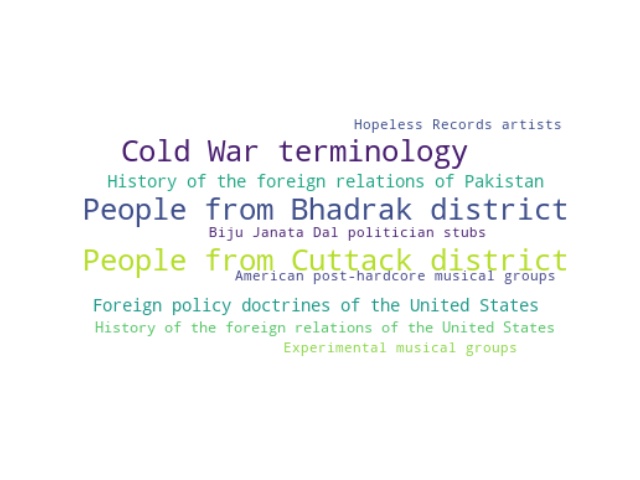 Hopeless Records artists
Cold War terminology
History of the foreign relations of Pakistan
People from Bhadrak district
Biju Janata Dal politician stubs
People from Cuttack district
American post-hardcore musical groups
Foreign policy doctrines of the United States
History of the foreign relations of the United States
Experimental musical groups